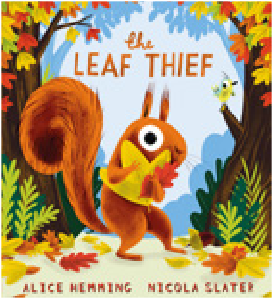 the
LEAF THIEF
ALICE HEMMING NICOLA SLATER